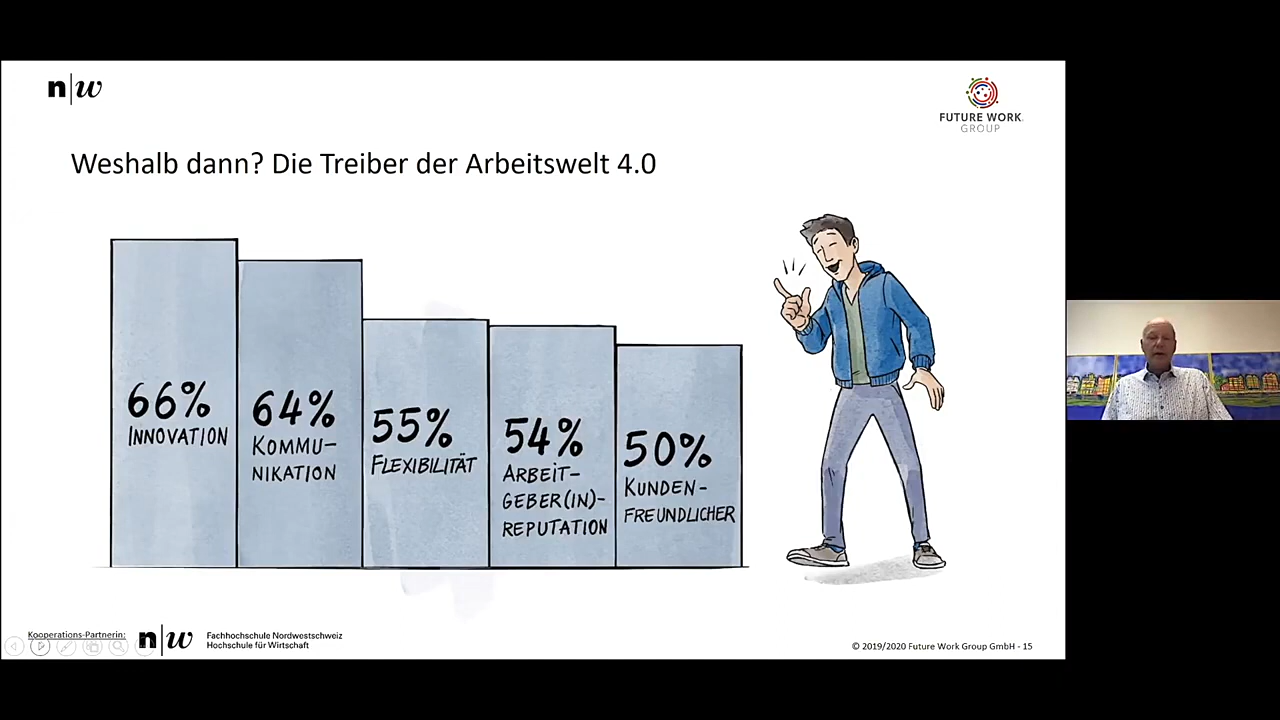 n|w
FUTURE WORK
GROUP
Weshalb dann? Die Treiber der Arbeitswelt 4.0
66%
INNOVATION
64%
KOMMU-
NIKATION
55%
FLEXIBILITÄT
54%
ARBEIT-
GEBER(IN)-
REPUTATION
50%
KUNDEN-
FREUNDLICHER
Kooperations-Partnerin:
n|w
Fachhochschule Nordwestschweiz
Hochschule für Wirtschaft
© 2019/2020 Future Work Group GmbH - 15